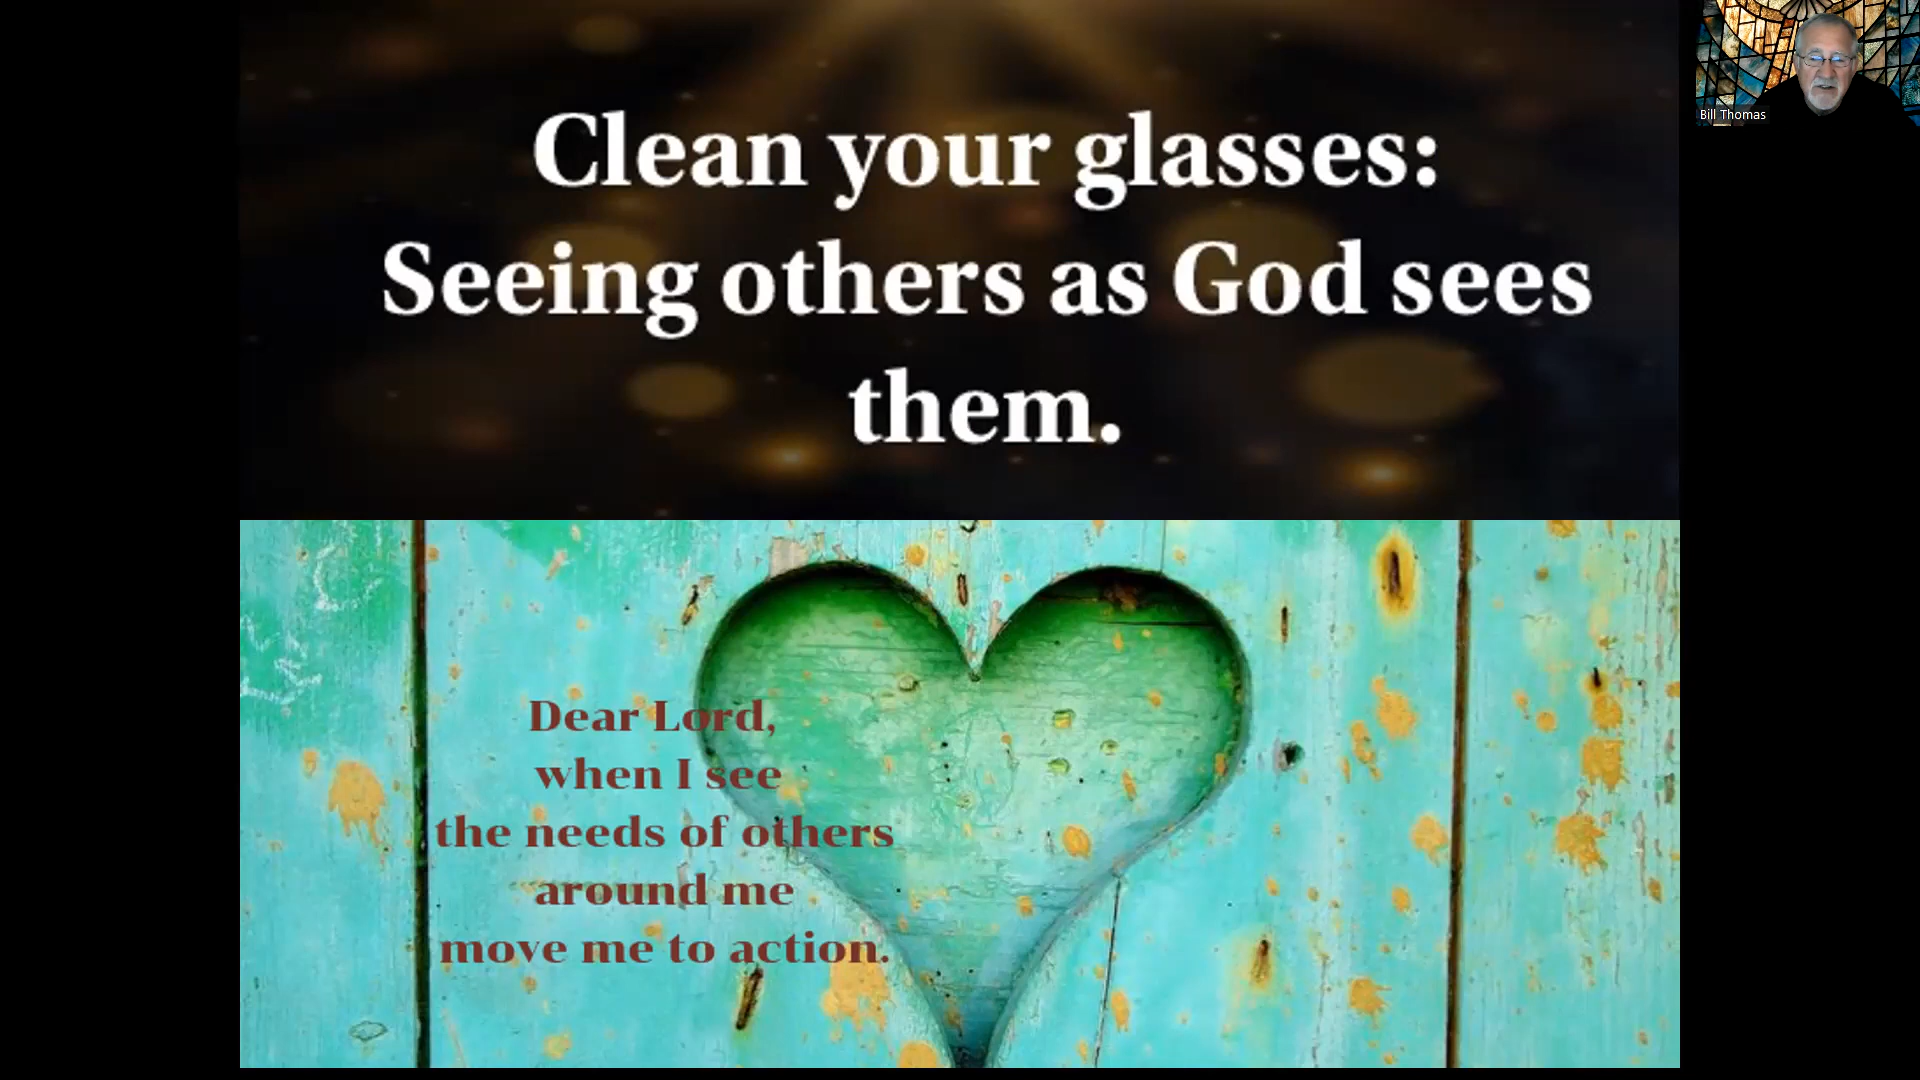 Clean your glasses:
Seeing others as God sees
them.
Bill Thomas
Dear Lord,
when I see
the needs of others
around me
move me to action.